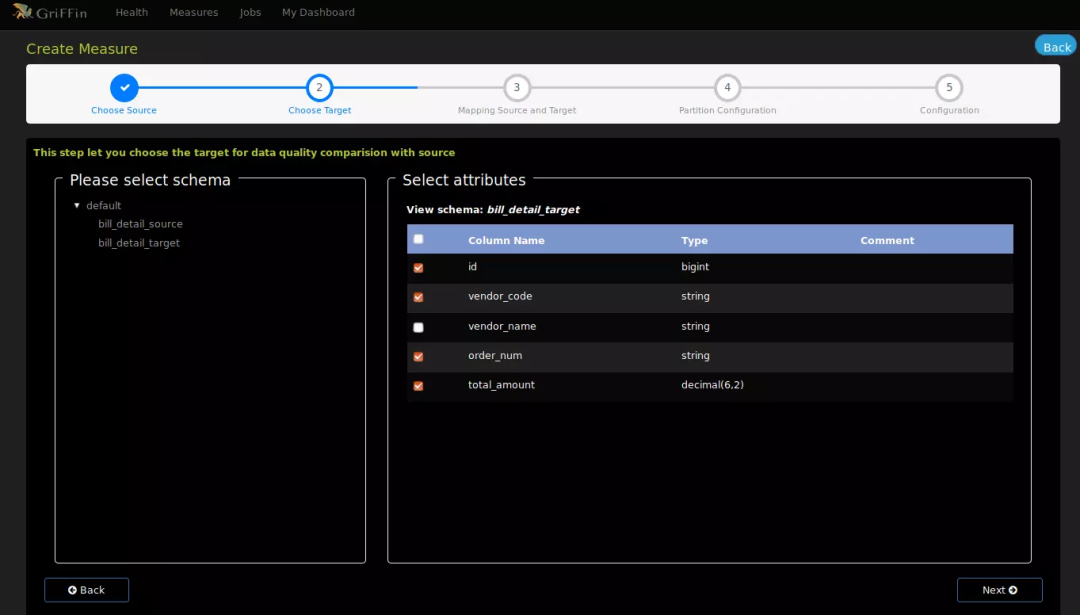 GriFFin Health Measures Jobs My Dashboard
Create Measure
Back
2 3 4 5
Choose Source Choose Target Mapping Source and Target Partition Configuration Configuration
This step let you choose the target for data quality comparision with source
Please select schema
default
bill_detail_source
bill_detail_target
Select attributes
View schema: bill_detail_target
Column Name Type Comment
id bigint
vendor_code string
vendor_name string
order_num string
total_amount decimal(6,2)
Back
Next